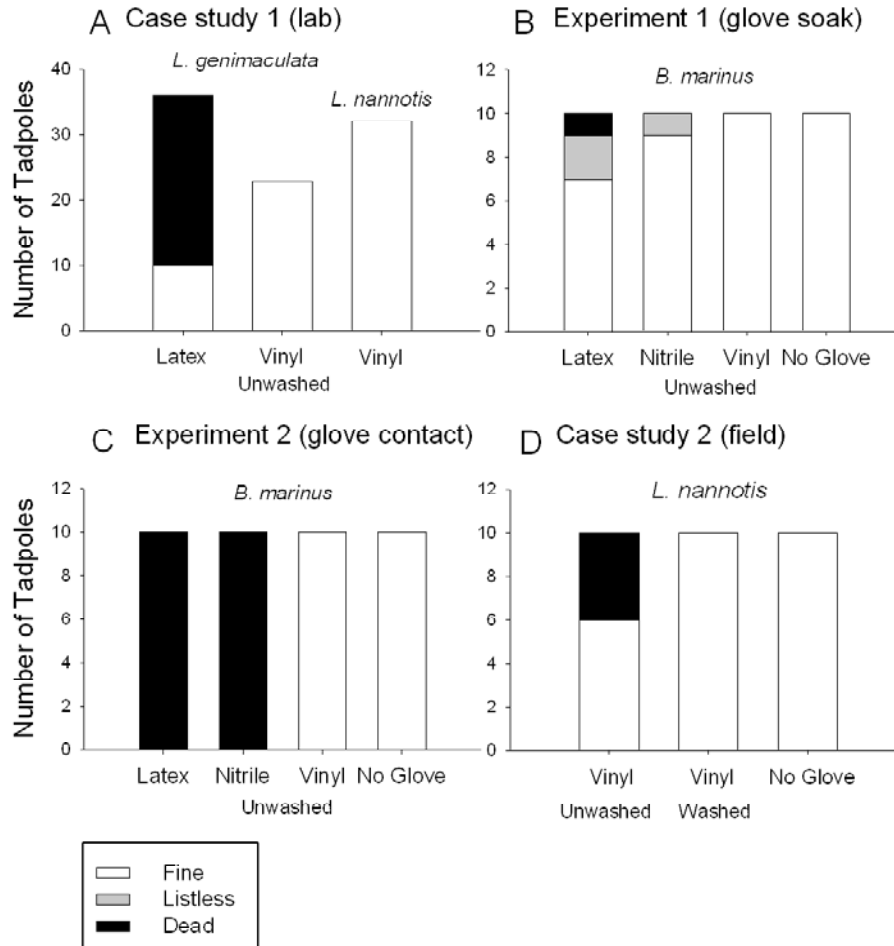 A Case study 1 (lab)
L. genimaculata
L. nannotis
Number of Tadpoles
40
30
20
10
0
Latex
Vinyl
Vinyl
Unwashed
B Experiment 1 (glove soak)
B. marinus
12
10
8
6
4
2
0
Latex
Nitrile
Vinyl
No Glove
Unwashed
C Experiment 2 (glove contact)
B. marinus
Number of Tadpoles
12
10
8
6
4
2
0
Latex
Nitrile
Vinyl
No Glove
Unwashed
D Case study 2 (field)
L. nannotis
12
10
8
6
4
2
0
Vinyl
Vinyl
No Glove
Unwashed
Washed
Fine
Listless
Dead